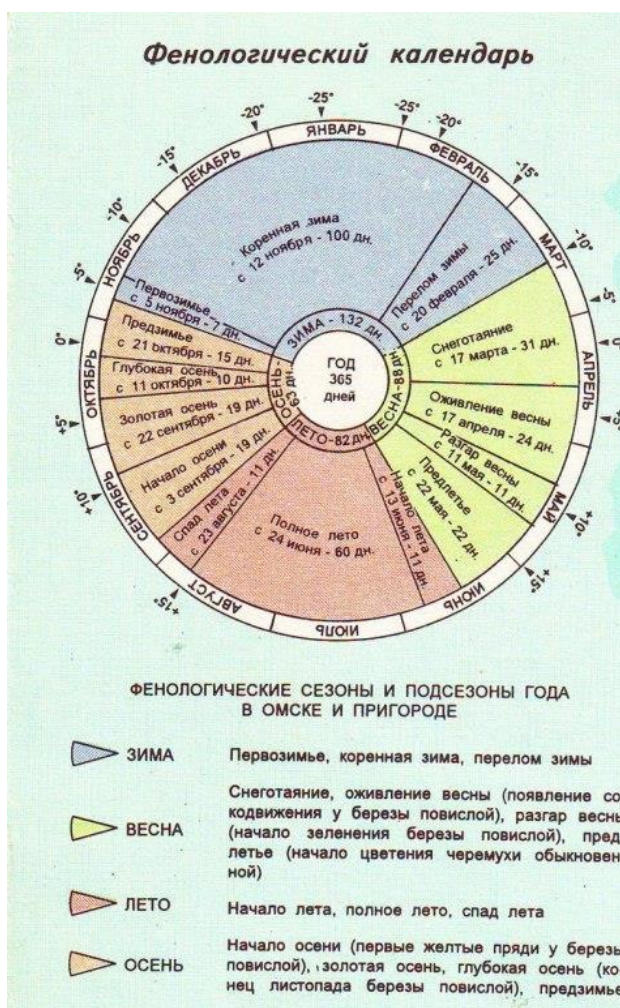 Фенологический календарь
-25°
-25°
-20°
-20°
-15°
-15°
-10°
-10°
-5°
-5°
0°
0°
+5°
+5°
+10°
+10°
+15°
+15°
ЯНВАРЬ
ФЕВРАЛЬ
МАРТ
АПРЕЛЬ
МАЙ
ИЮНЬ
ИЮЛЬ
АВГУСТ
СЕНТЯБРЬ
ОКТЯБРЬ
НОЯБРЬ
ДЕКАБРЬ
Коренная зима
с 12 ноября - 100 дн.
Перелом зимы
с 20 февраля - 25 дн.
Снеготаяние
с 17 марта - 31 дн.
Оживление весны
с 17 апреля - 24 дн.
Разгар весны
с 11 мая - 11 дн.
Предлетье
с 22 мая - 22 дн.
Начало лета
с 13 июня - 11 дн.
Полное лето
с 24 июня - 60 дн.
Спад лета
с 23 августа - 11 дн.
Начало осени
с 3 сентября - 19 дн.
Золотая осень
с 22 сентября - 19 дн.
Глубокая осень
с 11 октября - 10 дн.
Предзимье
с 21 октября - 15 дн.
Первозимье
с 5 ноября - 7 дн.
ЗИМА - 132 дн.
ВЕСНА-88 дн.
ЛЕТО-82 дн.
ОСЕНЬ-63 дн.
ГОД
365
дней
ФЕНОЛОГИЧЕСКИЕ СЕЗОНЫ И ПОДСЕЗОНЫ ГОДА
В ОМСКЕ И ПРИГОРОДЕ
ЗИМА
Первозимье, коренная зима, перелом зимы
ВЕСНА
Снеготаяние, оживление весны (появление со
кодвижения у березы повислой), разгар весны
(начало зеленения березы повислой), пред
летье (начало цветения черемухи обыкновен
ной)
ЛЕТО
Начало лета, полное лето, спад лета
ОСЕНЬ
Начало осени (первые желтые пряди у березы
повислой), золотая осень, глубокая осень (ко
нец листопада березы повислой), предзимье